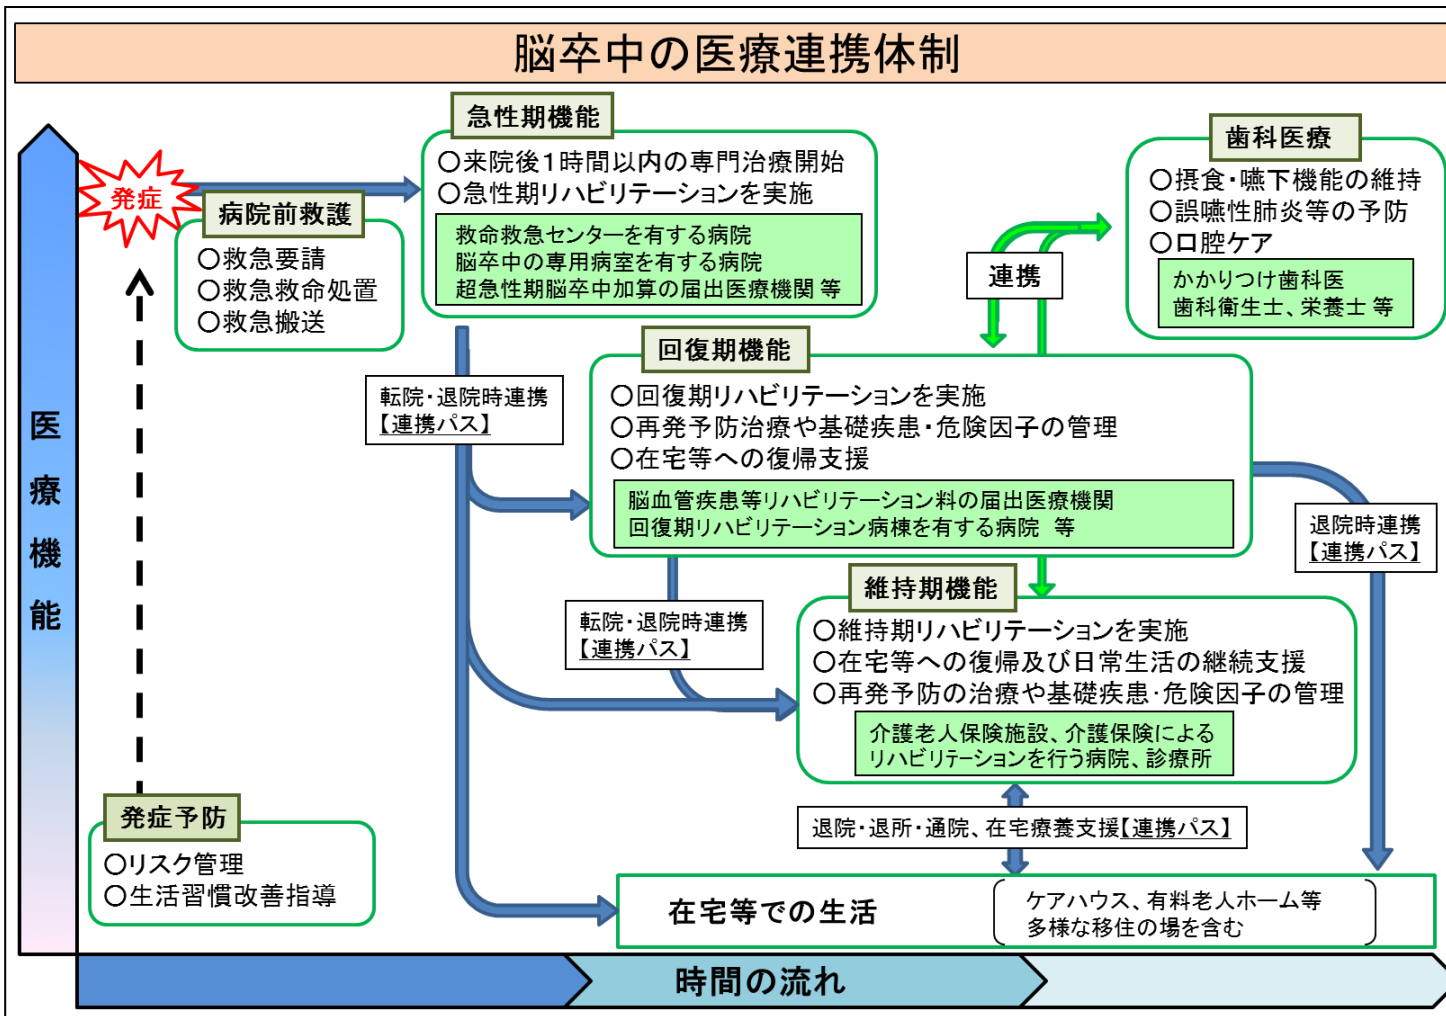 脳卒中の医療連携体制
医療機能
発症
病院前救護
○救急要請
○救急救命処置
○救急搬送
急性期機能
○来院後1時間以内の専門治療開始
○急性期リハビリテーションを実施
救命救急センターを有する病院
脳卒中の専用病室を有する病院
超急性期脳卒中加算の届出医療機関 等
歯科医療
○摂食・嚥下機能の維持
○誤嚥性肺炎等の予防
○口腔ケア
かかりつけ歯科医
歯科衛生士、栄養士 等
連携
転院・退院時連携
【連携パス】
回復期機能
○回復期リハビリテーションを実施
○再発予防治療や基礎疾患・危険因子の管理
○在宅等への復帰支援
脳血管疾患等リハビリテーション料の届出医療機関
回復期リハビリテーション病棟を有する病院 等
退院時連携
【連携パス】
転院・退院時連携
【連携パス】
維持期機能
○維持期リハビリテーションを実施
○在宅等への復帰及び日常生活の継続支援
○再発予防の治療や基礎疾患・危険因子の管理
介護老人保険施設、介護保険による
リハビリテーションを行う病院、診療所
発症予防
○リスク管理
○生活習慣改善指導
退院・退所・通院、在宅療養支援【連携パス】
在宅等での生活
ケアハウス、有料老人ホーム等
多様な移住の場を含む
時間の流れ